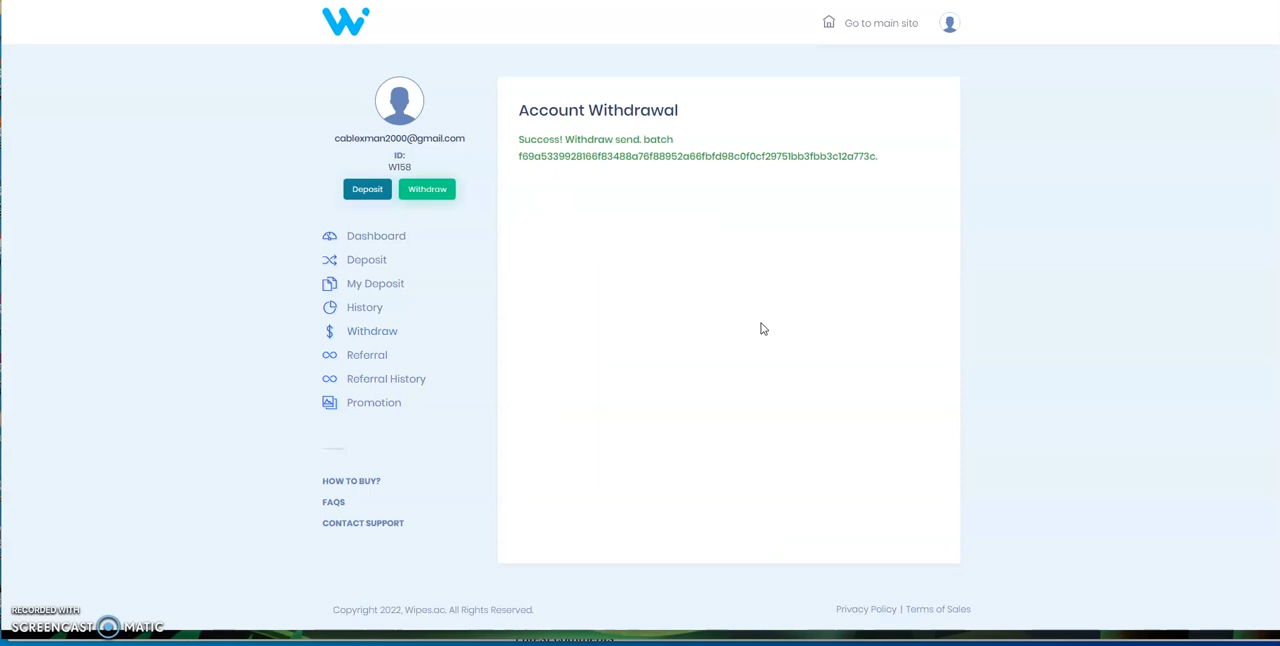 Go to main site
cablexman2000@gmail.com
ID:
W158
Deposit Withdraw
Dashboard
Deposit
My Deposit
History
Withdraw
Referral
Referral History
Promotion
HOW TO BUY?
FAQS
CONTACT SUPPORT
Account Withdrawal
Success! Withdraw send. batch
f69a5339928166f83488a76f88952a66fbfd98c0f0cf29751bb3fbb3c12a773c.
Copyright 2022, Wipes.ac. All Rights Reserved.
Privacy Policy | Terms of Sales
RECORDED WITH
SCREENCAST MATIC